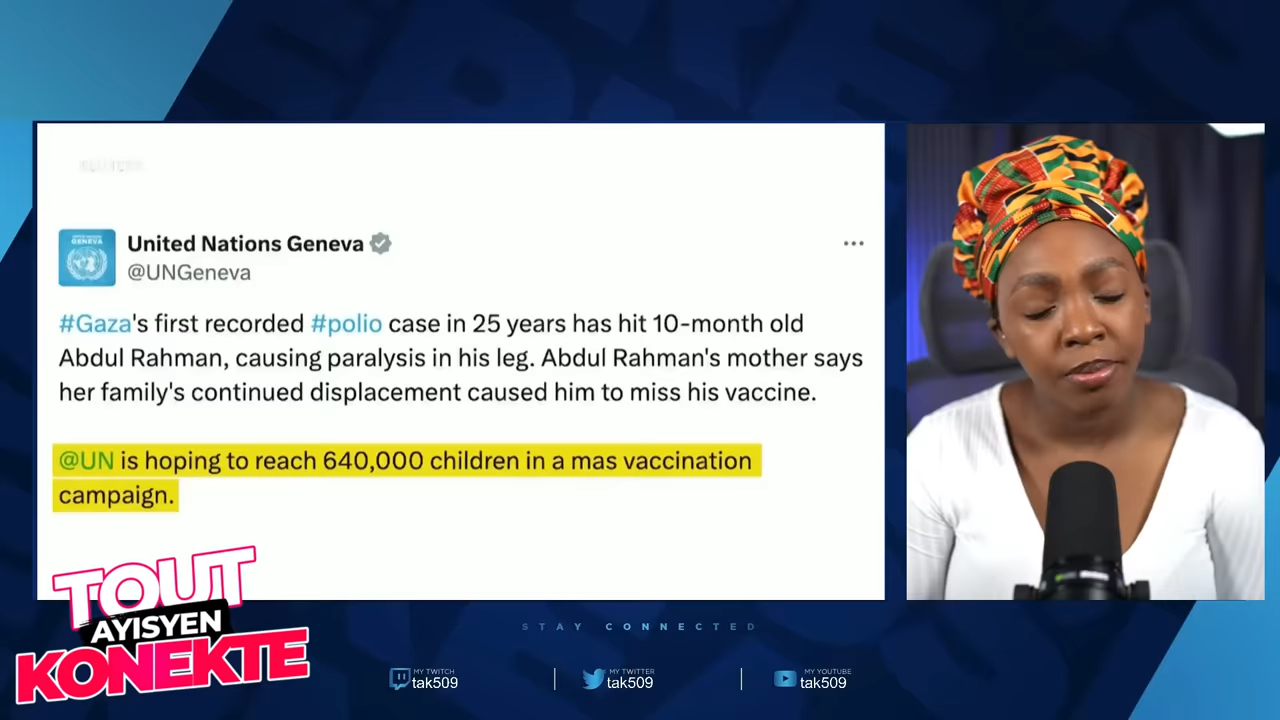 United Nations Geneva
@UNGeneva
#Gaza's first recorded #polio case in 25 years has hit 10-month old
Abdul Rahman, causing paralysis in his leg. Abdul Rahman's mother says
her family's continued displacement caused him to miss his vaccine.
@UN is hoping to reach 640,000 children in a mas vaccination
campaign.
TOUT
AYISYEN
KONEKTE
STAY CONNECTED
MY TWITCH
tak509
MY TWITTER
tak509
MY YOUTUBE
tak509